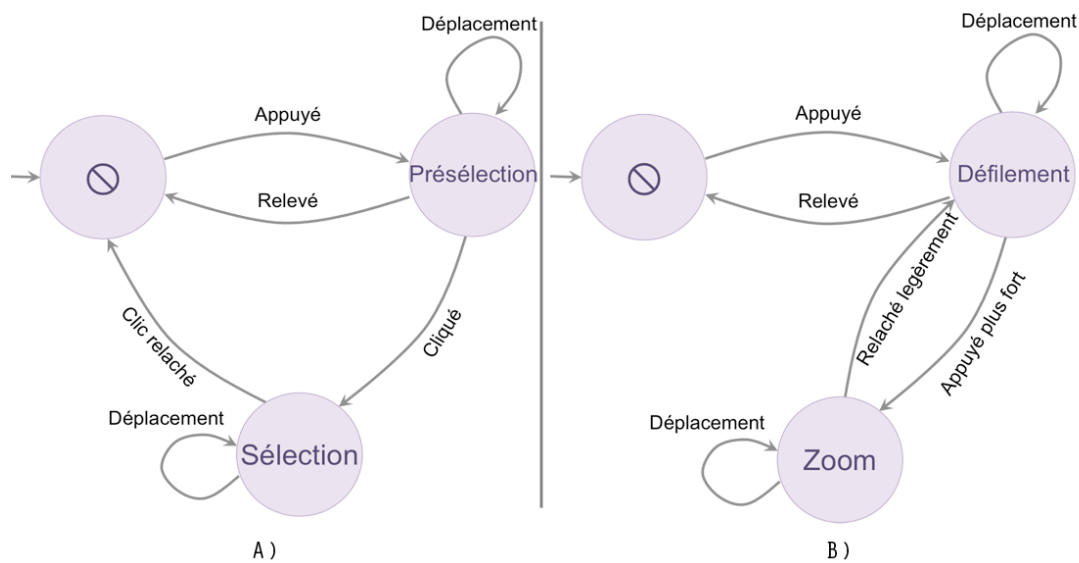 Déplacement
Appuyé
Présélection
Relevé
Cliqué
Clic relaché
Déplacement
Sélection
A)
Déplacement
Appuyé
Défilement
Relevé
Relaché legèrement
Appuyé plus fort
Déplacement
Zoom
B)